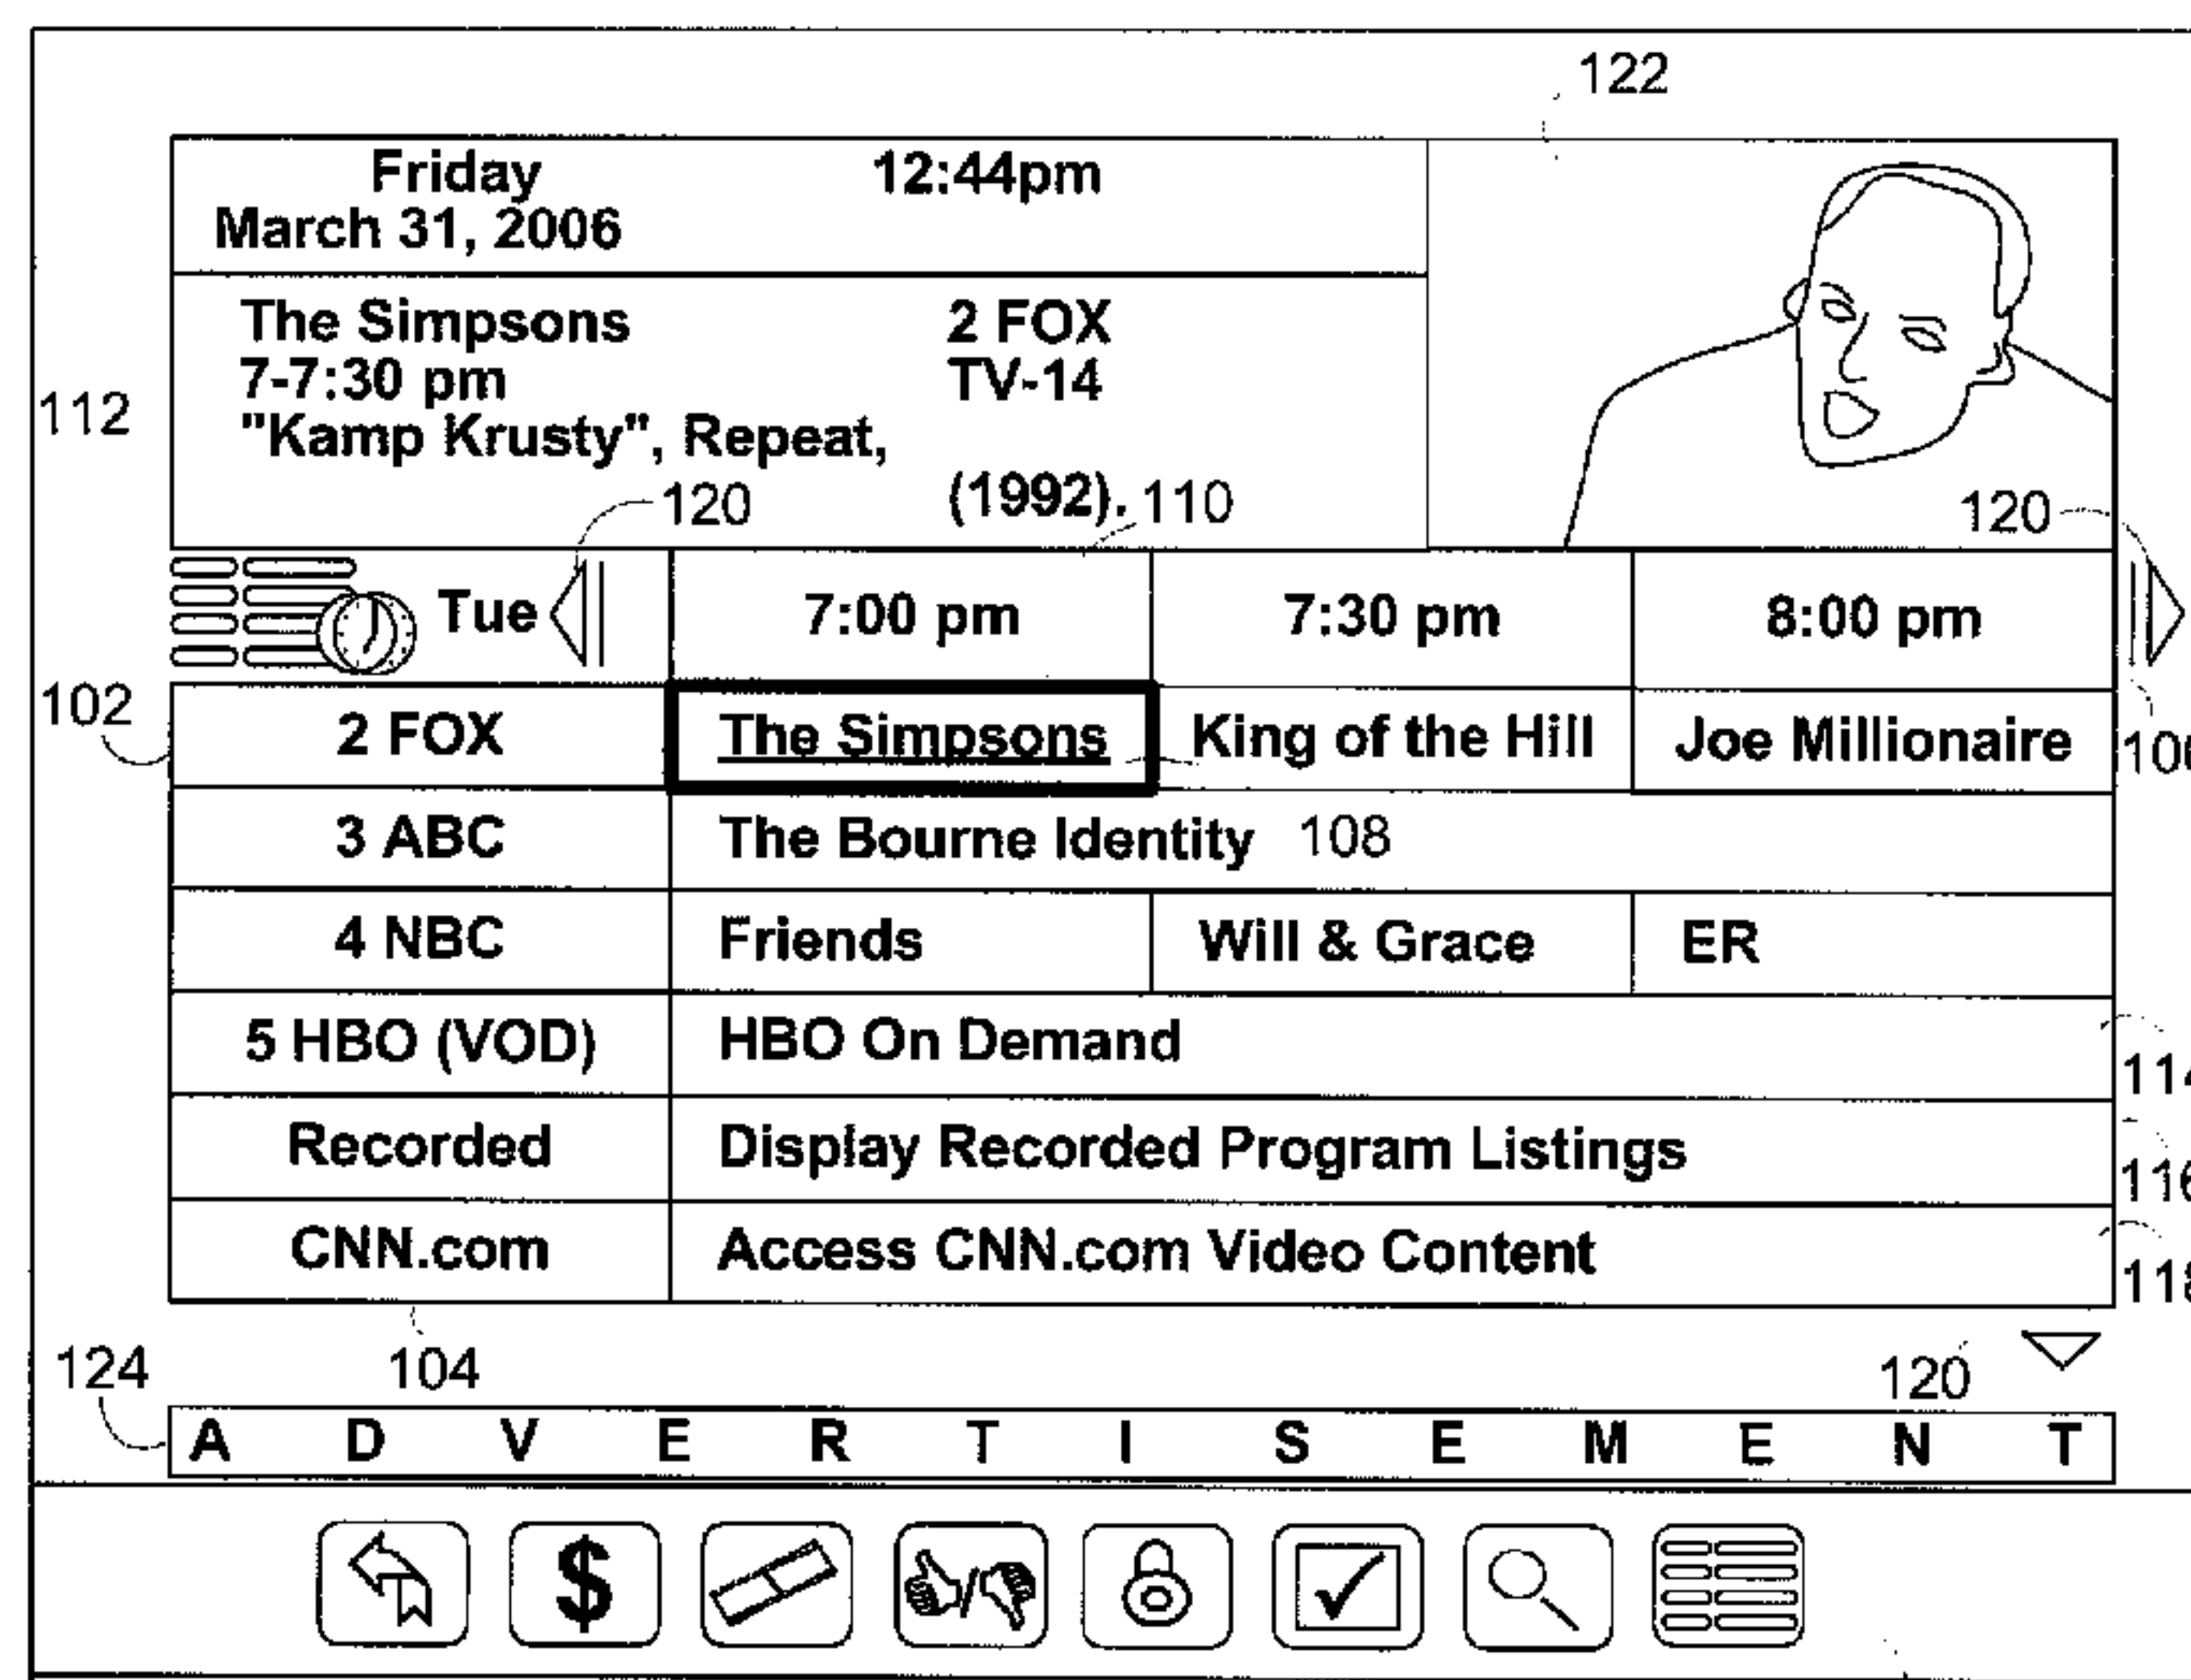 122
Friday 12:44pm
March 31, 2006
The Simpsons 2 FOX
7-7:30 pm TV-14
112
"Kamp Krusty", Repeat,
(1992).
120 110 120
Tue 7:00 pm 7:30 pm 8:00 pm
102
2 FOX The Simpsons King of the Hill Joe Millionaire
3 ABC The Bourne Identity 108
4 NBC Friends Will & Grace ER
5 HBO (VOD) HBO On Demand
114
Recorded Display Recorded Program Listings
116
CNN.com Access CNN.com Video Content
118
124 104 120
A D V E R T I S E M E N T
$